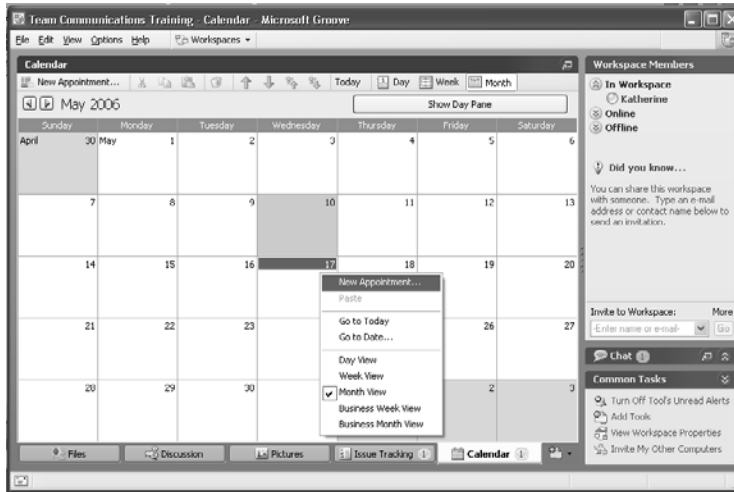 Team Communications Training - Calendar - Microsoft Groove
File Edit View Options Help Workspaces
Calendar
New Appointment... Today Day Week Month
May 2006 Show Day Pane
Sunday Monday Tuesday Wednesday Thursday Friday Saturday
April 30 May 1 2 3 4 5 6
7 8 9 10 11 12 13
14 15 16 17 18 19 20
21 22 23 26 27
28 29 30 2 3
New Appointment...
Paste
Go to Today
Go to Date...
Day View
Week View
Month View
Business Week View
Business Month View
Files Discussion Pictures Issue Tracking 1 Calendar 1
Workspace Members
In Workspace
Katherine
Online
Offline
Did you know...
You can share this workspace
with someone. Type an e-mail
address or contact name below to
send an invitation.
Invite to Workspace: More
-Enter name or e-mail- Go
Chat 1
Common Tasks
Turn Off Tool's Unread Alerts
Add Tools
View Workspace Properties
Invite My Other Computers